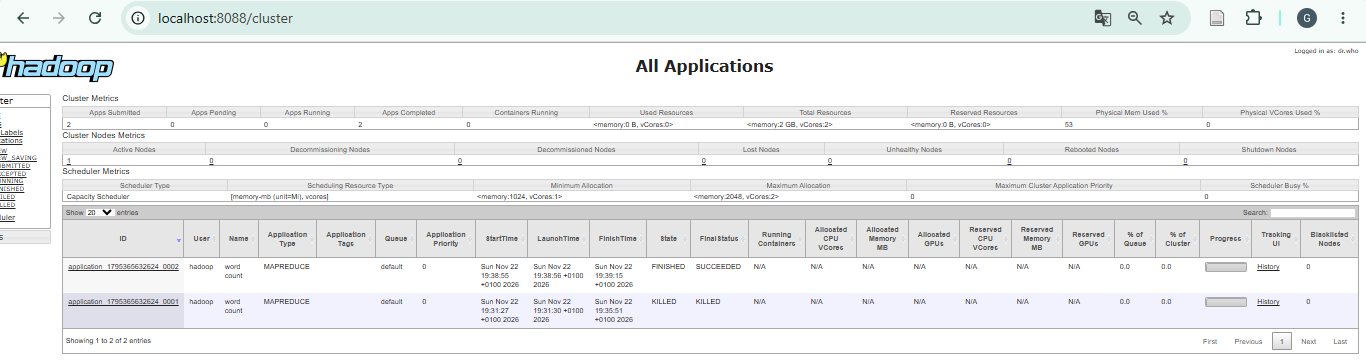 localhost:8088/cluster
G
Logged in as: dr.who
hadoop
All Applications
Cluster Metrics
Apps Submitted Apps Pending Apps Running Apps Completed Containers Running Used Resources Total Resources Reserved Resources Physical Mem Used % Physical VCores Used %
2 0 0 2 0 <memory:0 B, vCores:0> <memory:2 GB, vCores:2> <memory:0 B, vCores:0> 53 0
Cluster Nodes Metrics
Active Nodes Decommissioning Nodes Decommissioned Nodes Lost Nodes Unhealthy Nodes Rebooted Nodes Shutdown Nodes
1 0 0 0 0 0 0
Scheduler Metrics
Scheduler Type Scheduling Resource Type Minimum Allocation Maximum Allocation Maximum Cluster Application Priority Scheduler Busy %
Capacity Scheduler [memory-mb (unit=Mi), vcores] <memory:1024, vCores:1> <memory:2048, vCores:2> 0 0
Show 20 entries Search:
ID User Name Application Type Application Tags Queue Application Priority StartTime LaunchTime FinishTime State FinalStatus Running Containers Allocated CPU VCores Allocated Memory MB Allocated GPUs Reserved CPU VCores Reserved Memory MB Reserved GPUs % of Queue % of Cluster Progress Tracking UI Blacklisted Nodes
application_1795365632624_0002 hadoop word count MAPREDUCE default 0 Sun Nov 22 19:38:55 +0100 2026 Sun Nov 22 19:38:56 +0100 2026 Sun Nov 22 19:39:15 +0100 2026 FINISHED SUCCEEDED N/A N/A N/A N/A N/A N/A N/A 0.0 0.0 History 0
application_1795365632624_0001 hadoop word count MAPREDUCE default 0 Sun Nov 22 19:31:27 +0100 2026 Sun Nov 22 19:31:30 +0100 2026 Sun Nov 22 19:35:51 +0100 2026 KILLED KILLED N/A N/A N/A N/A N/A N/A N/A 0.0 0.0 History 0
Showing 1 to 2 of 2 entries First Previous 1 Next Last
ter
Labels
ations
EW
EW_SAVING
UBMITTED
CCEPTED
UNNING
INISHED
AILED
ILLED
duler
s